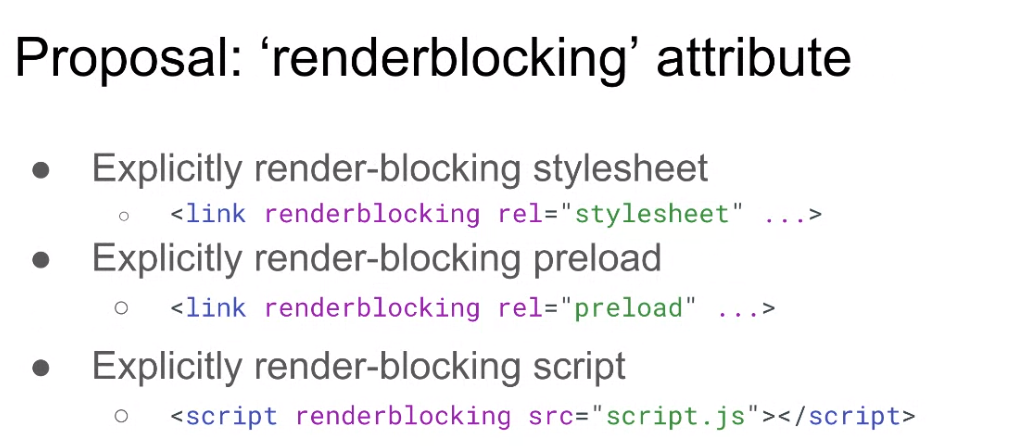 Proposal: ‘renderblocking’ attribute
● Explicitly render-blocking stylesheet
○ <link renderblocking rel="stylesheet" ...>
● Explicitly render-blocking preload
○ <link renderblocking rel="preload" ...>
● Explicitly render-blocking script
○ <script renderblocking src="script.js"></script>